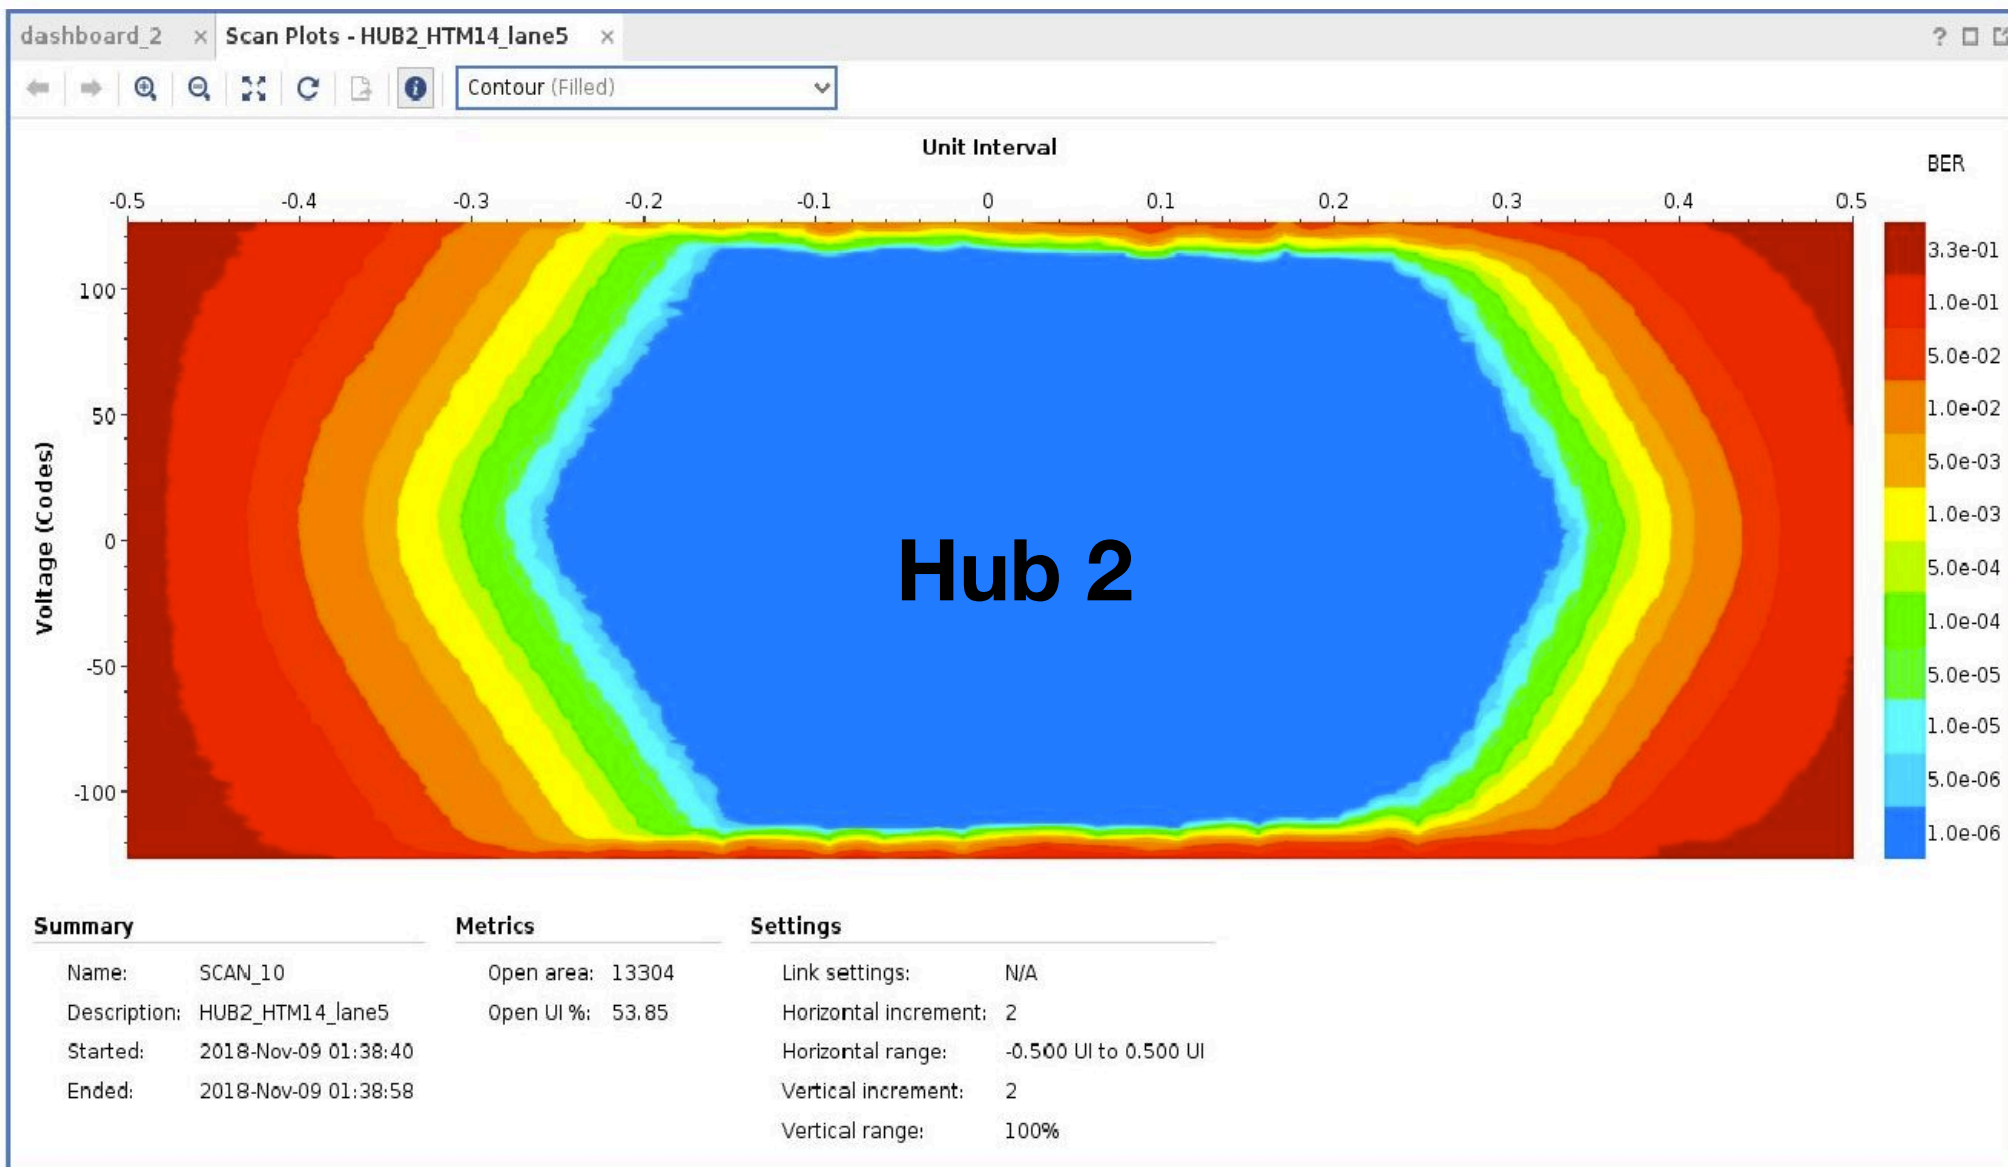 dashboard_2 × Scan Plots - HUB2_HTM14_lane5 ×
Contour (Filled)
Unit Interval
BER
-0.5 -0.4 -0.3 -0.2 -0.1 0 0.1 0.2 0.3 0.4 0.5
3.3e-01
100
1.0e-01
5.0e-02
50
1.0e-02
5.0e-03
Voltage (Codes)
1.0e-03
0
Hub 2
5.0e-04
1.0e-04
-50
5.0e-05
1.0e-05
-100
5.0e-06
1.0e-06
Summary Metrics Settings
Name: SCAN_10 Open area: 13304 Link settings: N/A
Description: HUB2_HTM14_lane5 Open UI %: 53.85 Horizontal increment: 2
Started: 2018-Nov-09 01:38:40 Horizontal range: -0.500 UI to 0.500 UI
Ended: 2018-Nov-09 01:38:58 Vertical increment: 2
Vertical range: 100%